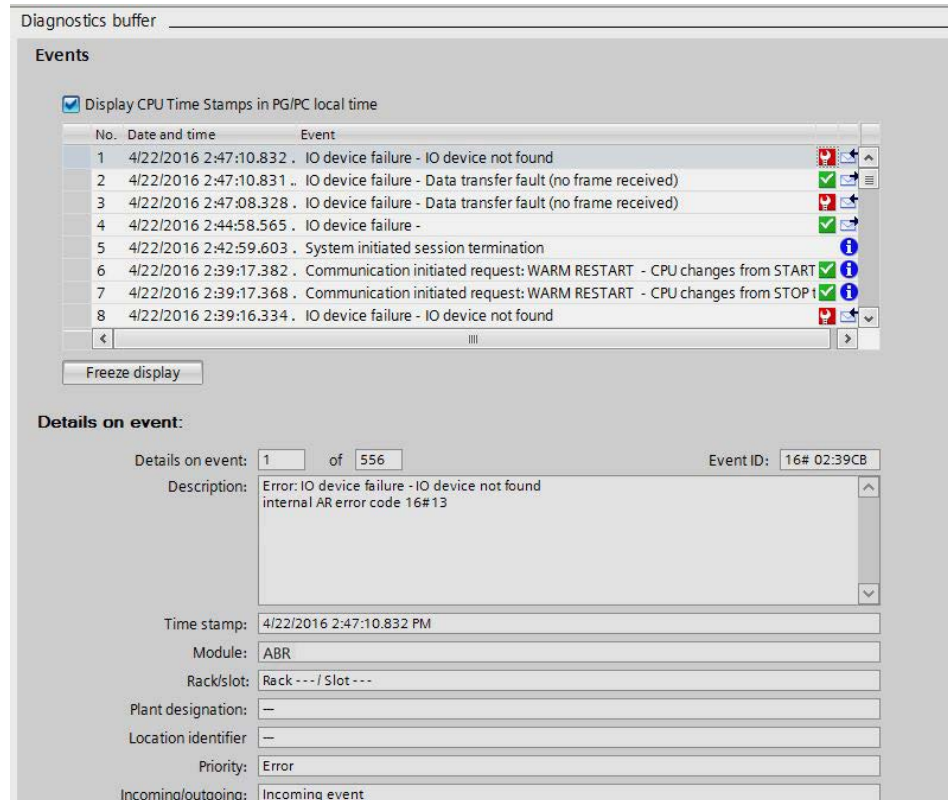 Diagnostics buffer
Events
Display CPU Time Stamps in PG/PC local time
No. Date and time Event
1 4/22/2016 2:47:10.832 . IO device failure - IO device not found
2 4/22/2016 2:47:10.831 .. IO device failure - Data transfer fault (no frame received)
3 4/22/2016 2:47:08.328 . IO device failure - Data transfer fault (no frame received)
4 4/22/2016 2:44:58.565 . IO device failure -
5 4/22/2016 2:42:59.603 . System initiated session termination
6 4/22/2016 2:39:17.382 . Communication initiated request: WARM RESTART - CPU changes from START
7 4/22/2016 2:39:17.368 . Communication initiated request: WARM RESTART - CPU changes from STOP t
8 4/22/2016 2:39:16.334 . IO device failure - IO device not found
Freeze display
Details on event:
Details on event: 1 of 556 Event ID: 16# 02:39CB
Description: Error: IO device failure - IO device not found
internal AR error code 16#13
Time stamp: 4/22/2016 2:47:10.832 PM
Module: ABR
Rack/slot: Rack - - - / Slot - - -
Plant designation: —
Location identifier —
Priority: Error
Incoming/outgoing: Incoming event